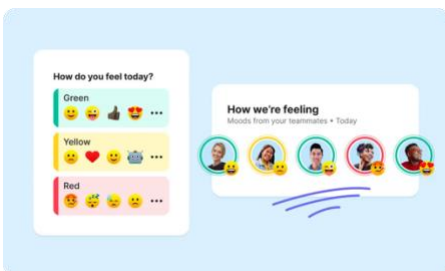 How do you feel today?
Green
Yellow
Red
How we're feeling
Moods from your teammates • Today